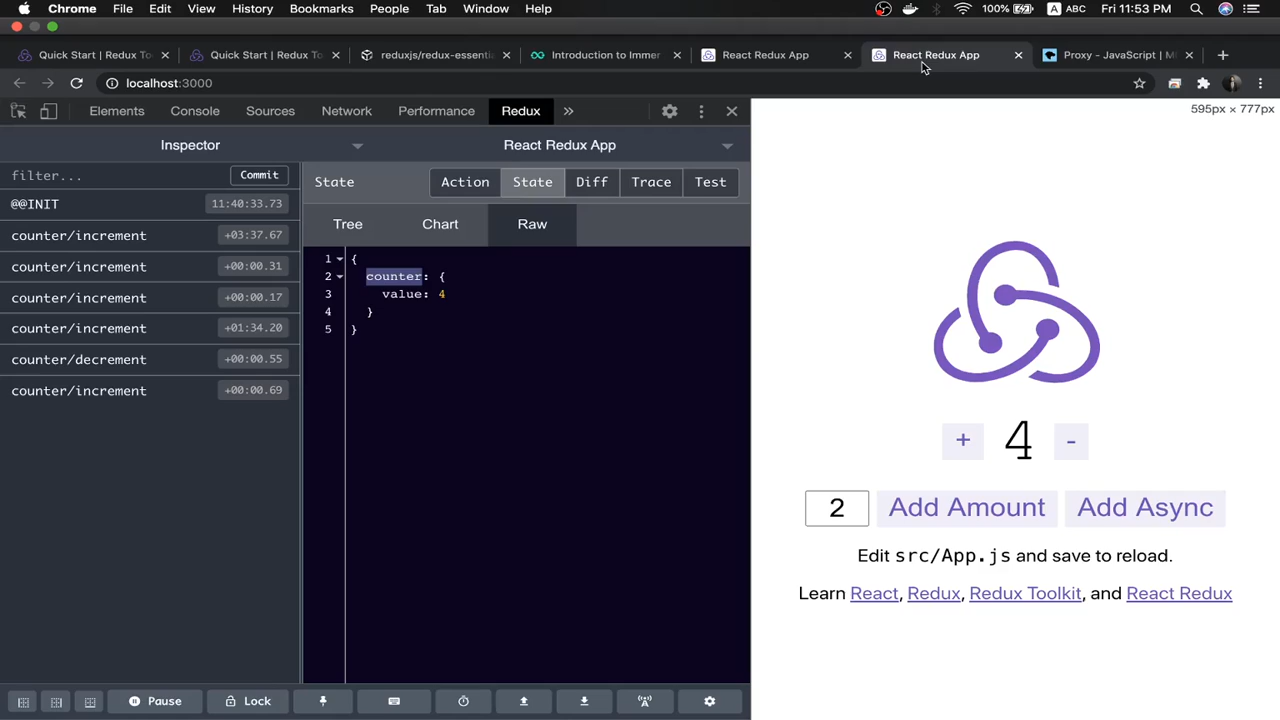 Chrome File Edit View History Bookmarks People Tab Window Help 100% A ABC Fri 11:53 PM
Quick Start | Redux To
Quick Start | Redux To
reduxjs/redux-essenti
Introduction to Immer
React Redux App
React Redux App
Proxy - JavaScript | M
localhost:3000
Elements Console Sources Network Performance Redux
595px × 777px
Inspector
React Redux App
filter... Commit
State Action State Diff Trace Test
@@INIT 11:40:33.73
Tree Chart Raw
counter/increment +03:37.67
counter/increment +00:00.31
counter/increment +00:00.17
counter/increment +01:34.20
counter/decrement +00:00.55
counter/increment +00:00.69
1 {
2 counter: {
3 value: 4
4 }
5 }
+ 4 -
2 Add Amount Add Async
Edit src/App.js and save to reload.
Learn React, Redux, Redux Toolkit, and React Redux
Pause Lock